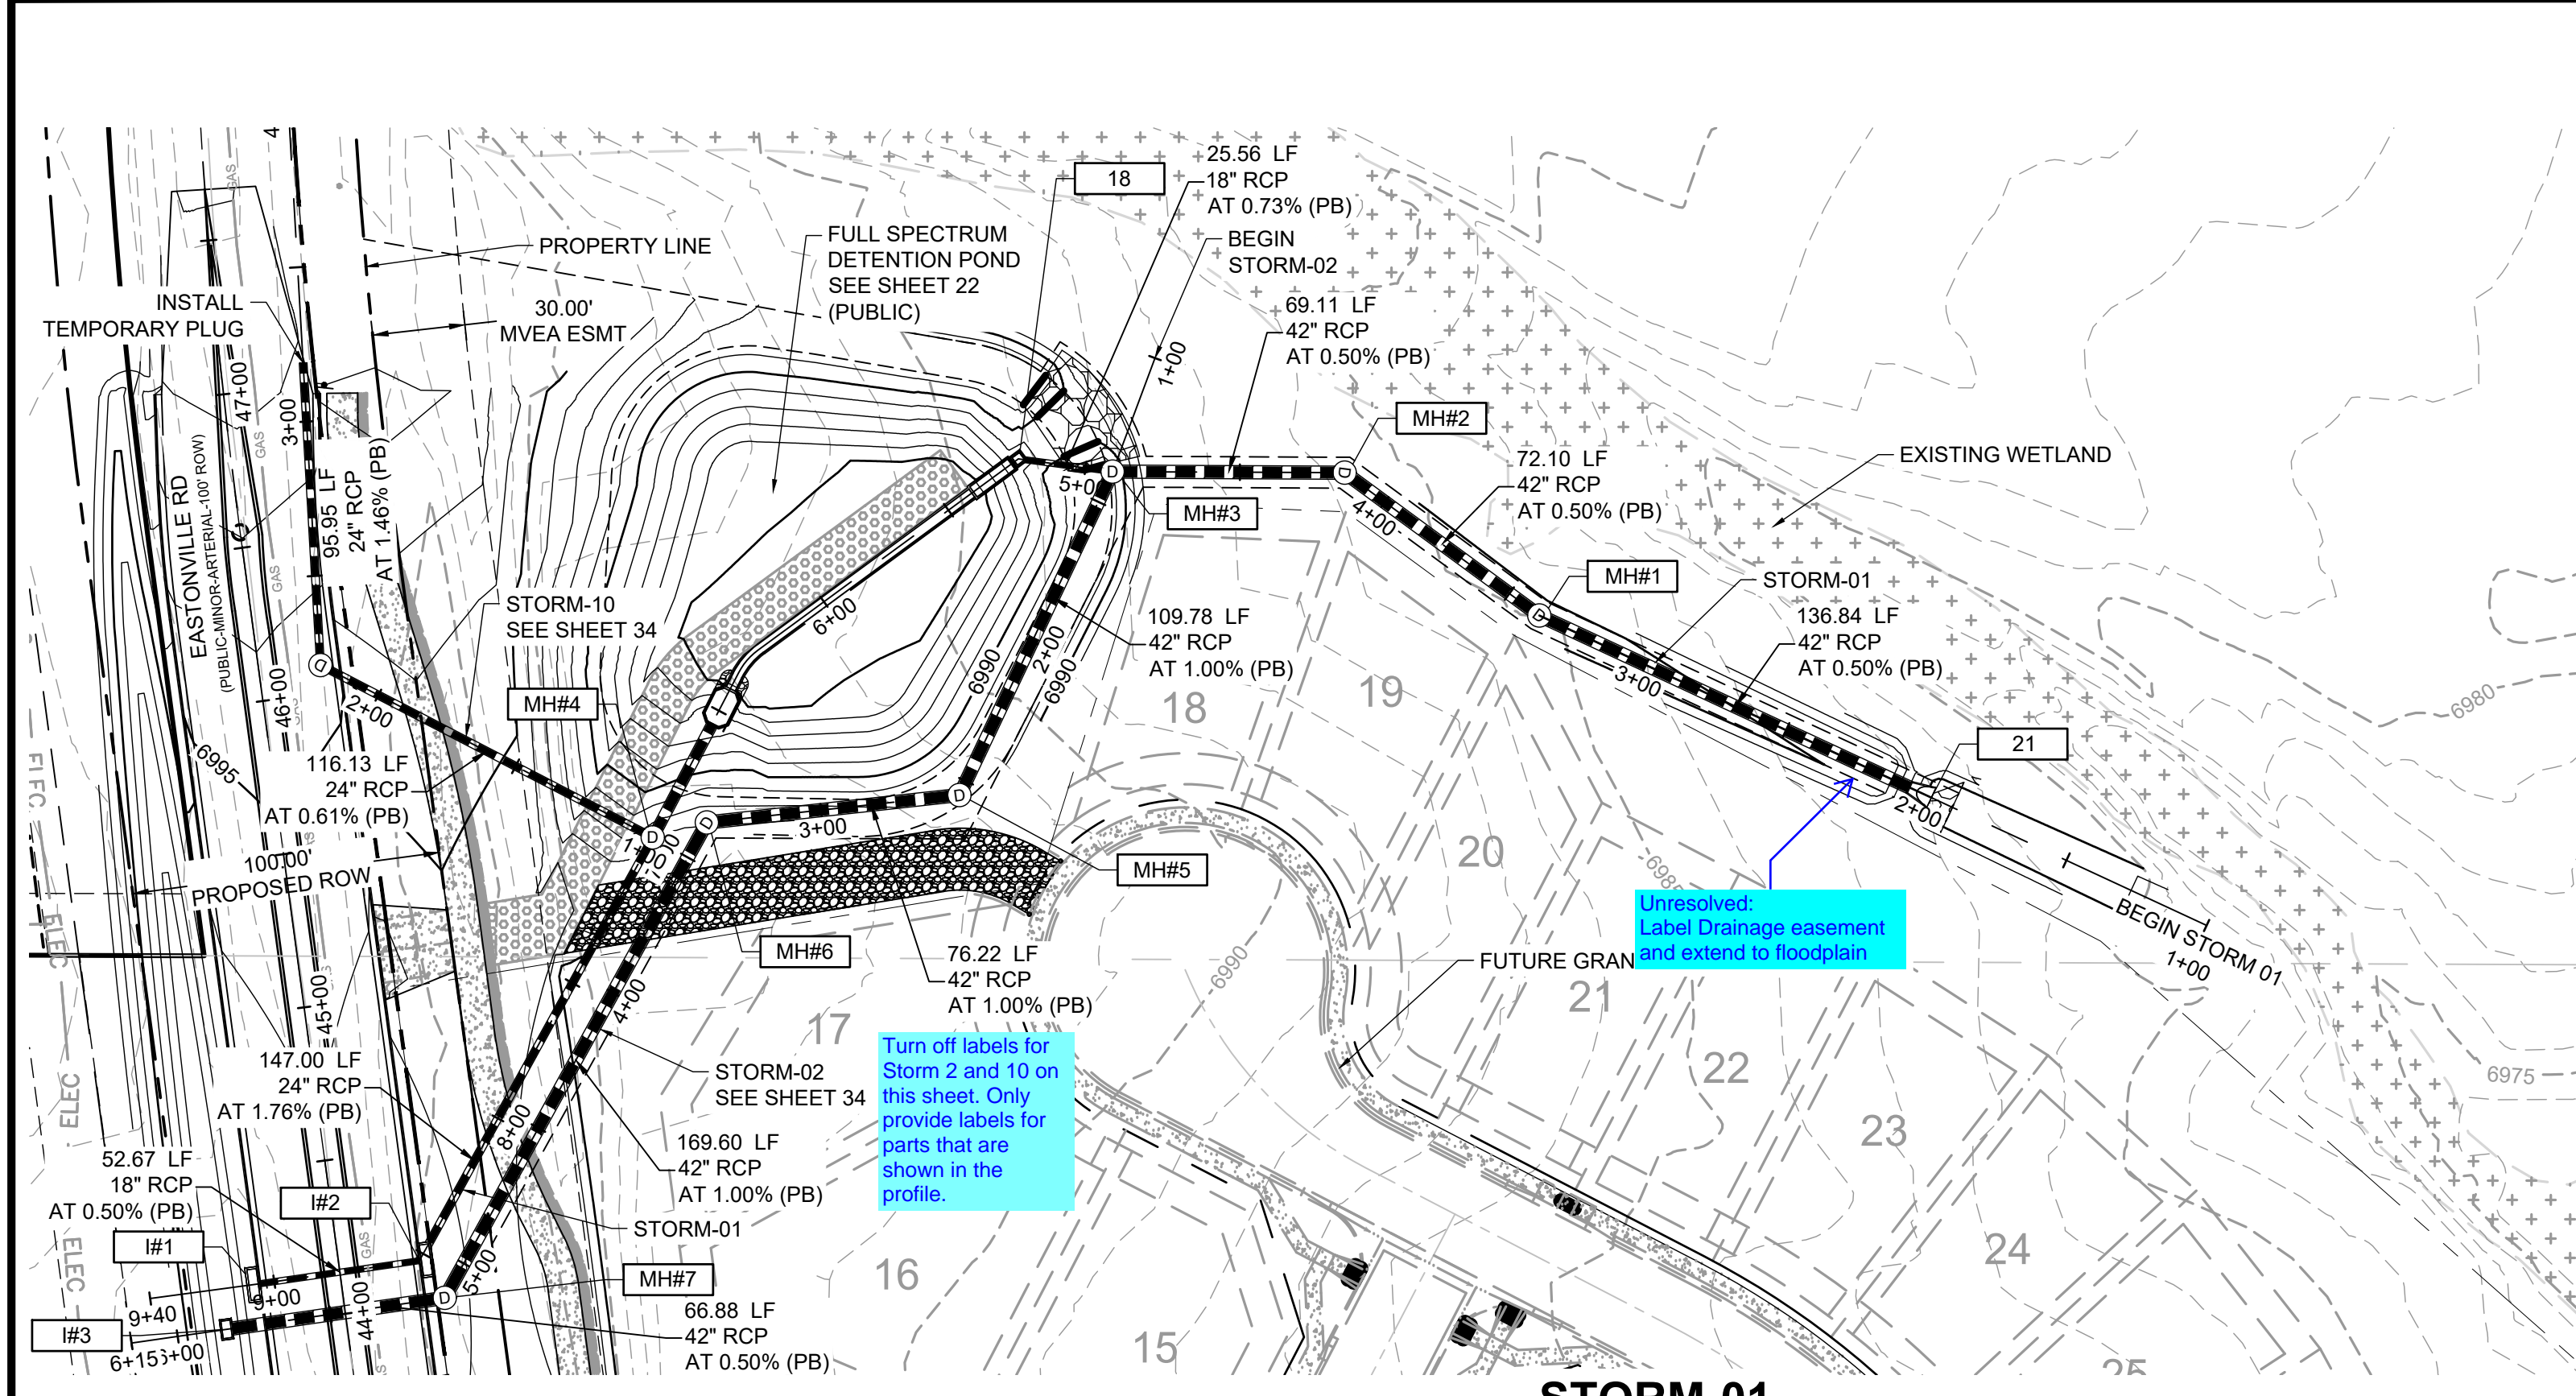 18
25.56 LF
18" RCP
AT 0.73% (PB)
BEGIN
STORM-02
1+00
69.11 LF
42" RCP
AT 0.50% (PB)
PROPERTY LINE
FULL SPECTRUM
DETENTION POND
SEE SHEET 22
(PUBLIC)
INSTALL
TEMPORARY PLUG
30.00'
MVEA ESMT
GAS
47+00
3+00
GAS
95.95 LF
24" RCP
AT 1.46% (PB)
EASTONVILLE RD
(PUBLIC-MINOR-ARTERIAL-100' ROW)
GAS
46+00
MH#2
MH#3
72.10 LF
42" RCP
AT 0.50% (PB)
EXISTING WETLAND
4+00
MH#1
STORM-01
136.84 LF
42" RCP
AT 0.50% (PB)
3+00
21
2+00
6980
STORM-10
SEE SHEET 34
6+00
109.78 LF
42" RCP
AT 1.00% (PB)
2+00
6990
6990
MH#4
2+00
D
D
D
D
D
D
D
D
6995
116.13 LF
24" RCP
AT 0.61% (PB)
3+00
1+00
100.00'
PROPOSED ROW
MH#5
MH#6
76.22 LF
42" RCP
AT 1.00% (PB)
18
19
20
6985
6990
Unresolved:
Label Drainage easement
and extend to floodplain
FUTURE GRAN
BEGIN STORM 01
1+00
21
22
23
24
25
6975
ELEC
ELEC
ELEC
45+00
4+00
17
147.00 LF
24" RCP
AT 1.76% (PB)
STORM-02
SEE SHEET 34
Turn off labels for
Storm 2 and 10 on
this sheet. Only
provide labels for
parts that are
shown in the
profile.
8+00
169.60 LF
42" RCP
AT 1.00% (PB)
52.67 LF
18" RCP
AT 0.50% (PB)
I#2
I#1
STORM-01
GAS
5+00
MH#7
16
15
9+00
9+40
44+00
I#3
6+15
66.88 LF
42" RCP
AT 0.50% (PB)
STORM-01